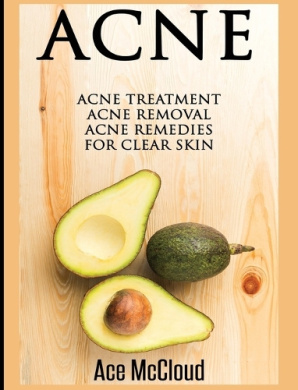 ACNE
ACNE TREATMENT
ACNE REMOVAL
ACNE REMEDIES
FOR CLEAR SKIN
Ace McCloud